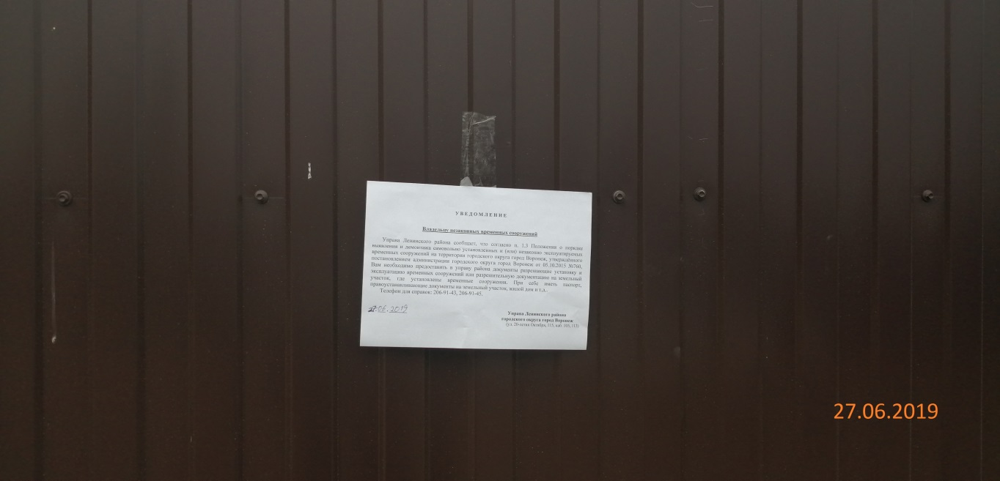 УВЕДОМЛЕНИЕ
Владельцу незаконных временных сооружений
Управа Ленинского района сообщает, что согласно п. 1.3 Положения о порядке
выявления и демонтажа самовольно установленных и (или) незаконно эксплуатируемых
временных сооружений на территории городского округа город Воронеж, утверждённого
постановлением администрации городского округа город Воронеж от 05.10.2015 №760,
Вам необходимо предоставить в управу района документы разрешающие установку и
эксплуатацию временных сооружений или разрешительную документацию на земельный
участок, где установлены временные сооружения. При себе иметь паспорт,
правоустанавливающие документы на земельный участок, жилой дом и т.д.
Телефон для справок: 206-91-43, 206-91-45.
27.06.2019
Управа Ленинского района
городского округа город Воронеж
(ул. 20-летия Октября, 115, каб. 105, 113)
27.06.2019